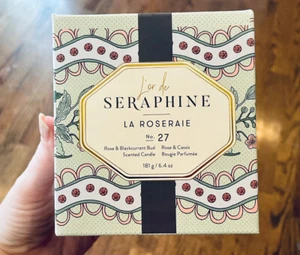 L'or de
SERAPHINE
LA ROSERAIE
No. 27
Rose & Blackcurrant Bud Rose & Cassis
Scented Candle Bougie Parfumée
181 g / 6.4 oz